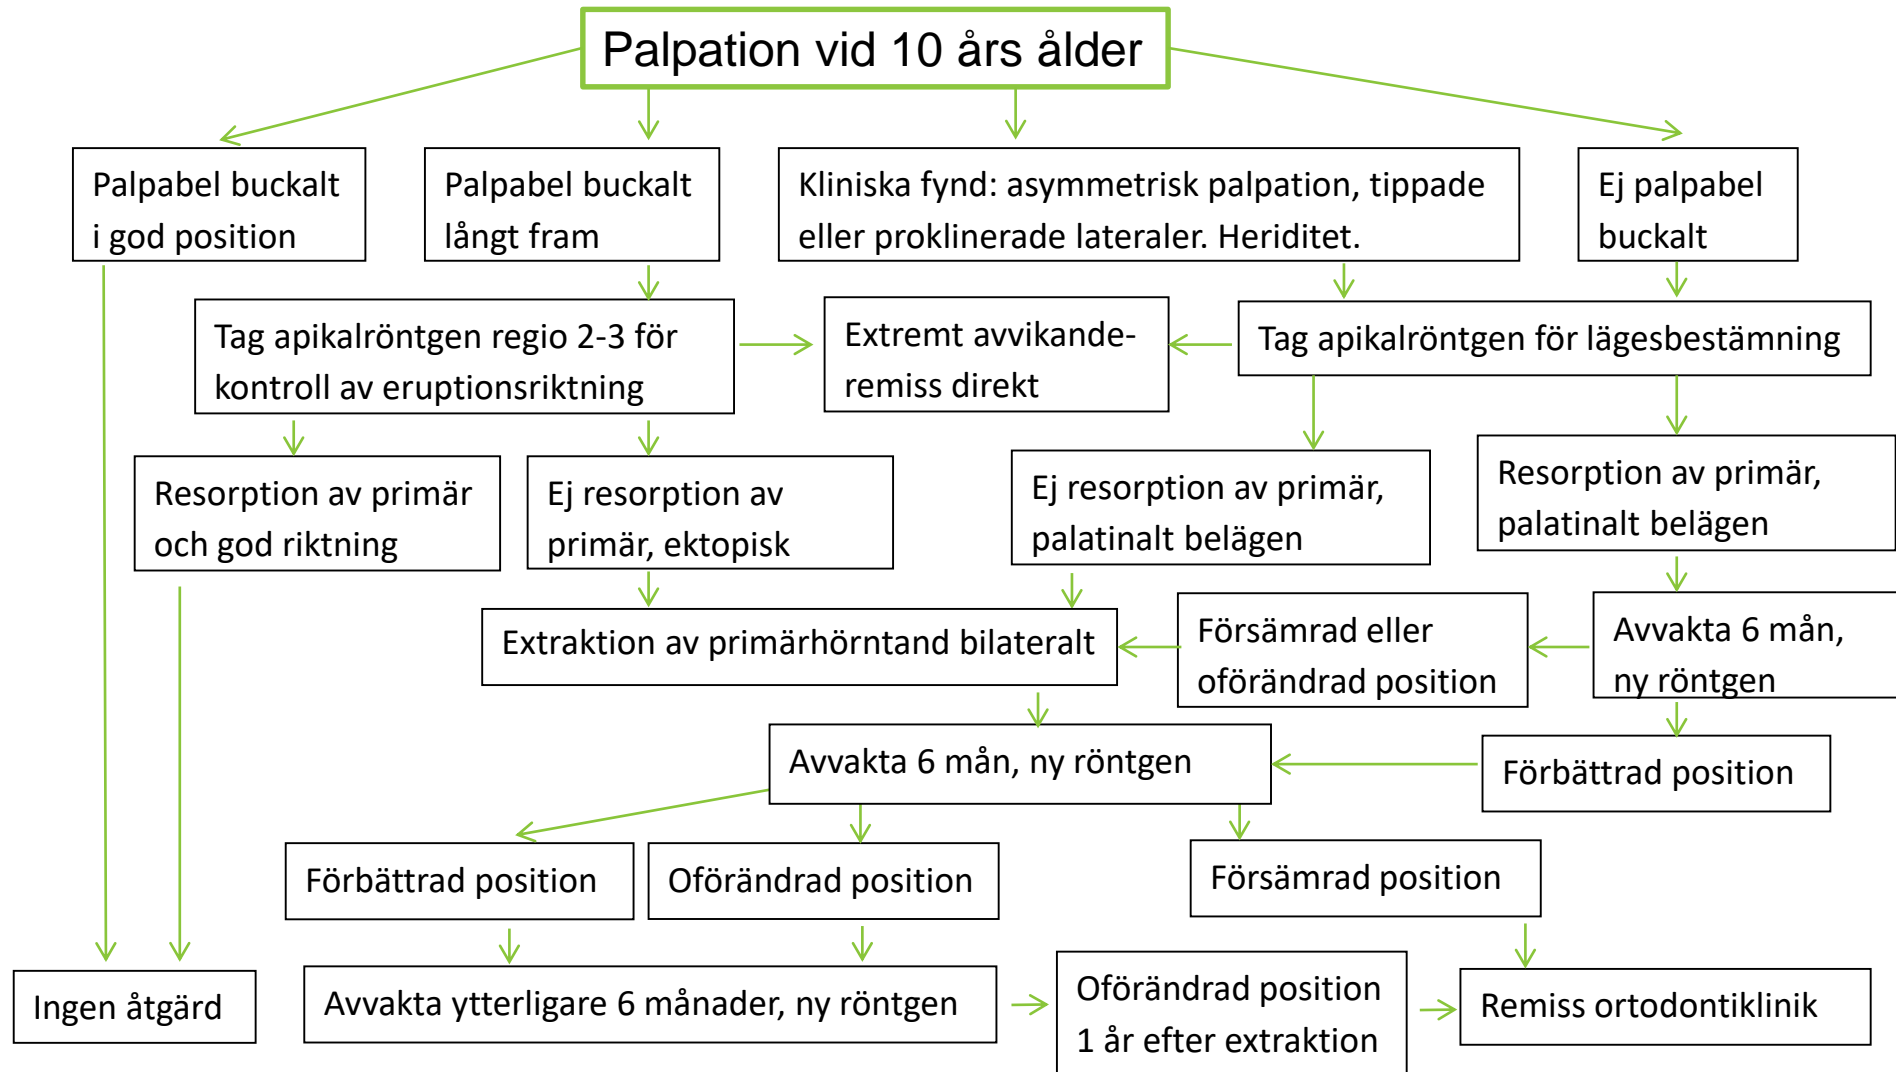 Palpation vid 10 års ålder
Palpabel buckalt
i god position
Palpabel buckalt
långt fram
Kliniska fynd: asymmetrisk palpation, tippade
eller proklinerade lateraler. Heriditet.
Ej palpabel
buckalt
Tag apikalröntgen regio 2-3 för
kontroll av eruptionsriktning
Extremt avvikande-
remiss direkt
Tag apikalröntgen för lägesbestämning
Resorption av primär
och god riktning
Ej resorption av
primär, ektopisk
Ej resorption av primär,
palatinalt belägen
Resorption av primär,
palatinalt belägen
Extraktion av primärhörntand bilateralt
Försämrad eller
oförändrad position
Avvakta 6 mån,
ny röntgen
Avvakta 6 mån, ny röntgen
Förbättrad position
Förbättrad position
Oförändrad position
Försämrad position
Ingen åtgärd
Avvakta ytterligare 6 månader, ny röntgen
Oförändrad position
1 år efter extraktion
Remiss ortodontiklinik